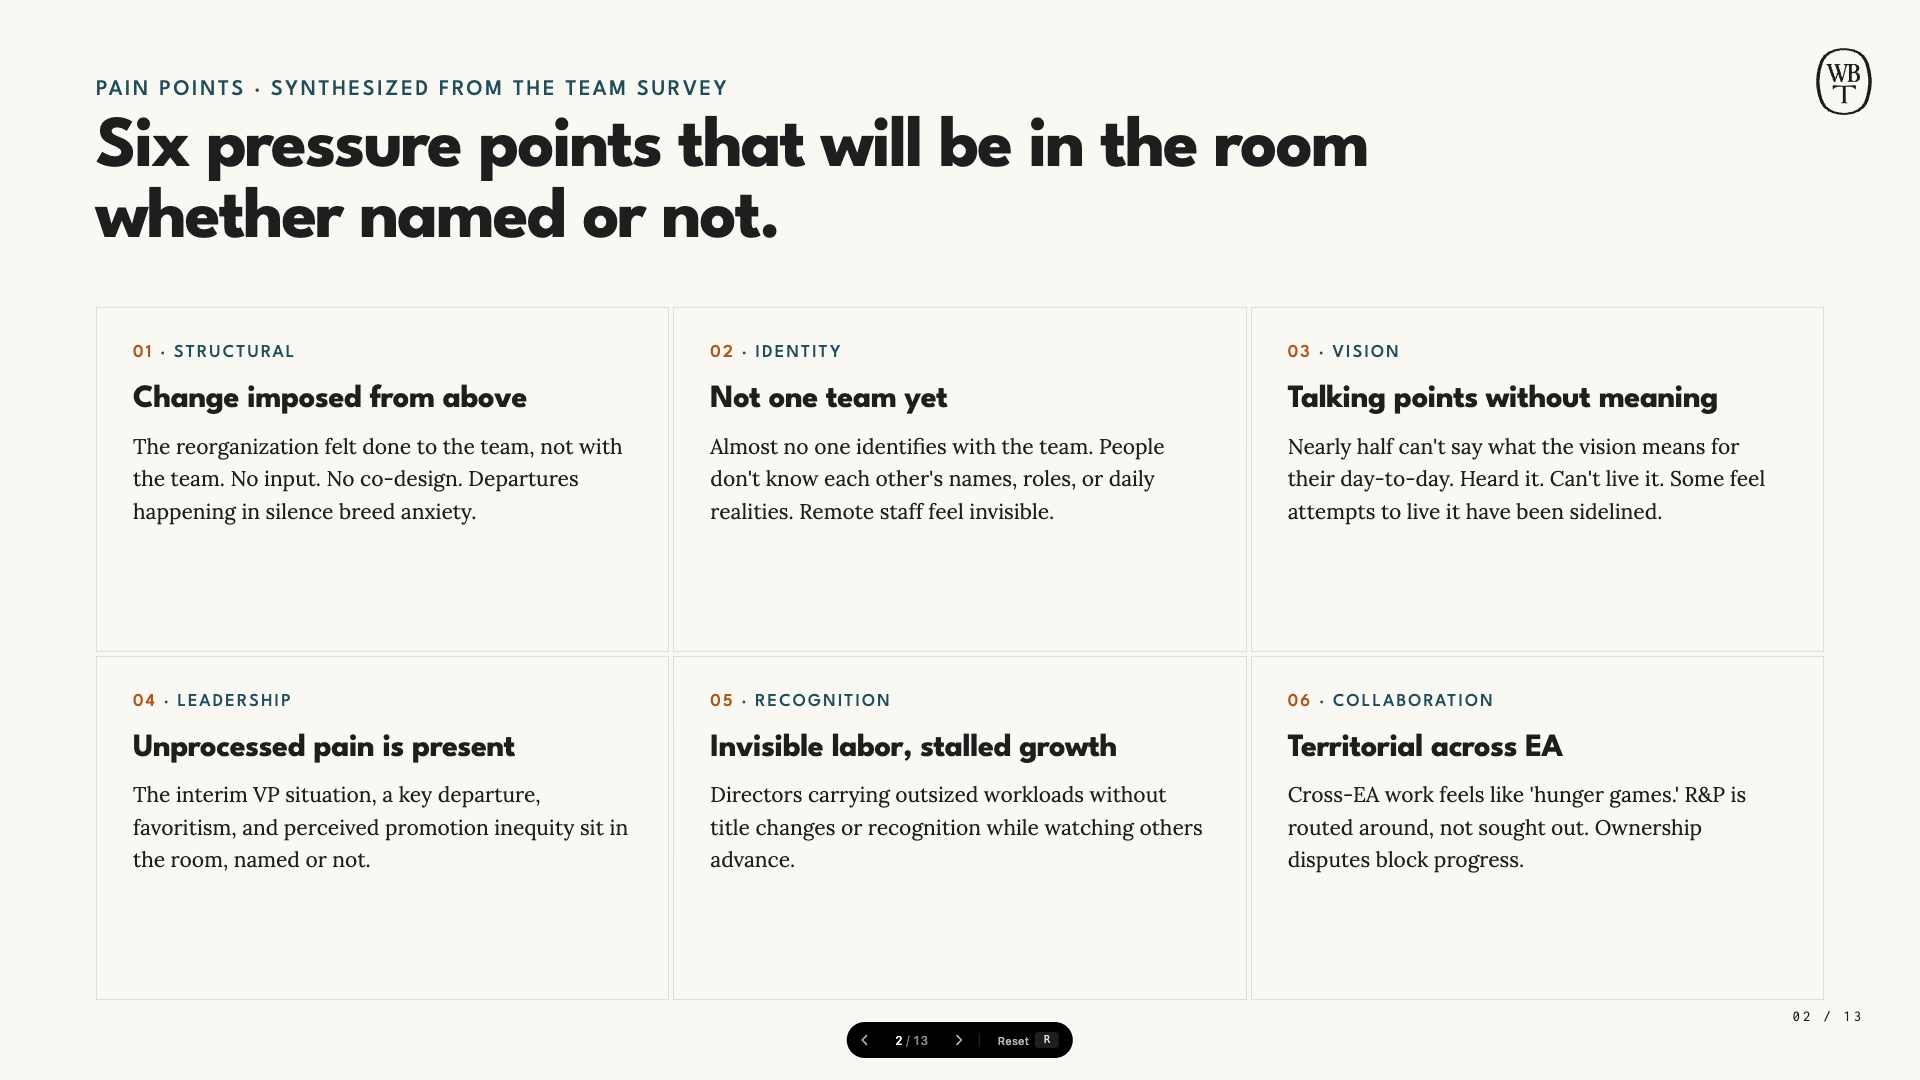 PAIN POINTS · SYNTHESIZED FROM THE TEAM SURVEY
WB
T
Six pressure points that will be in the room
whether named or not.
01 · STRUCTURAL
Change imposed from above
The reorganization felt done to the team, not with
the team. No input. No co-design. Departures
happening in silence breed anxiety.
02 · IDENTITY
Not one team yet
Almost no one identifies with the team. People
don't know each other's names, roles, or daily
realities. Remote staff feel invisible.
03 · VISION
Talking points without meaning
Nearly half can't say what the vision means for
their day-to-day. Heard it. Can't live it. Some feel
attempts to live it have been sidelined.
04 · LEADERSHIP
Unprocessed pain is present
The interim VP situation, a key departure,
favoritism, and perceived promotion inequity sit in
the room, named or not.
05 · RECOGNITION
Invisible labor, stalled growth
Directors carrying outsized workloads without
title changes or recognition while watching others
advance.
06 · COLLABORATION
Territorial across EA
Cross-EA work feels like 'hunger games.' R&P is
routed around, not sought out. Ownership
disputes block progress.
02 / 13
2 / 13 Reset R